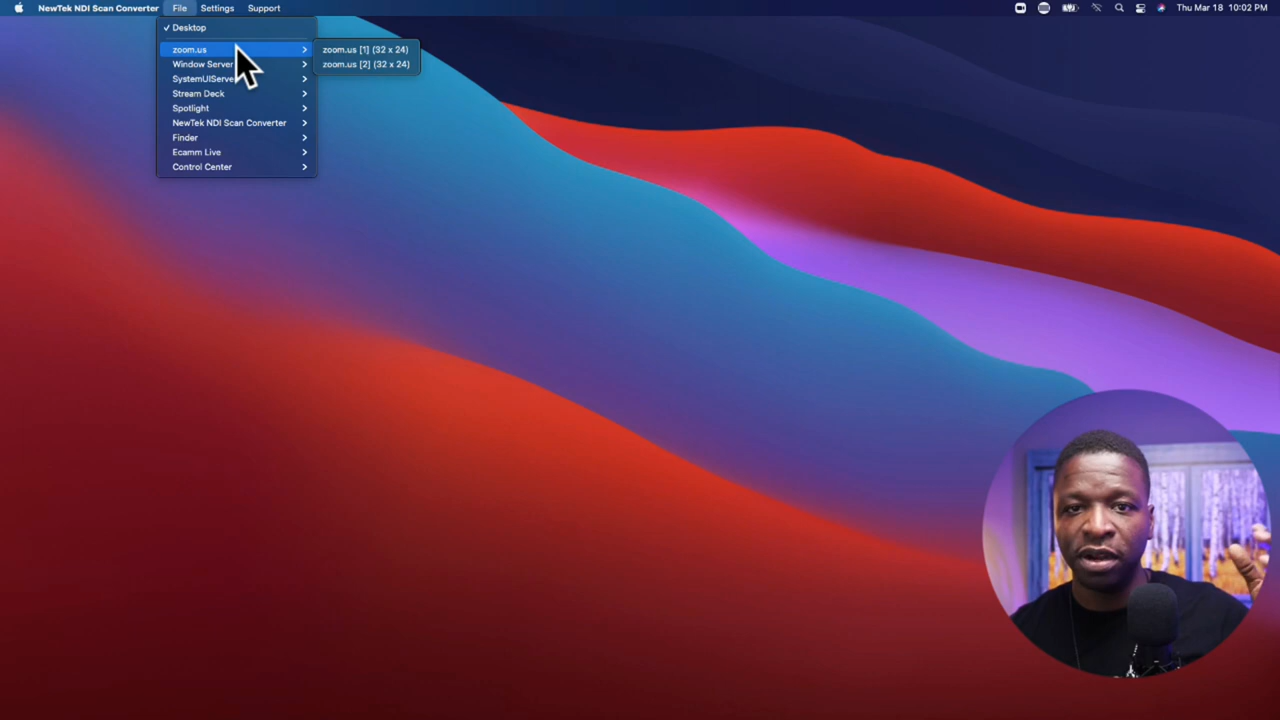 NewTek NDI Scan Converter File Settings Support Thu Mar 18 10:02 PM
✓ Desktop
zoom.us
zoom.us [1] (32 x 24)
zoom.us [2] (32 x 24)
Window Server
SystemUIServer
Stream Deck
Spotlight
NewTek NDI Scan Converter
Finder
Ecamm Live
Control Center